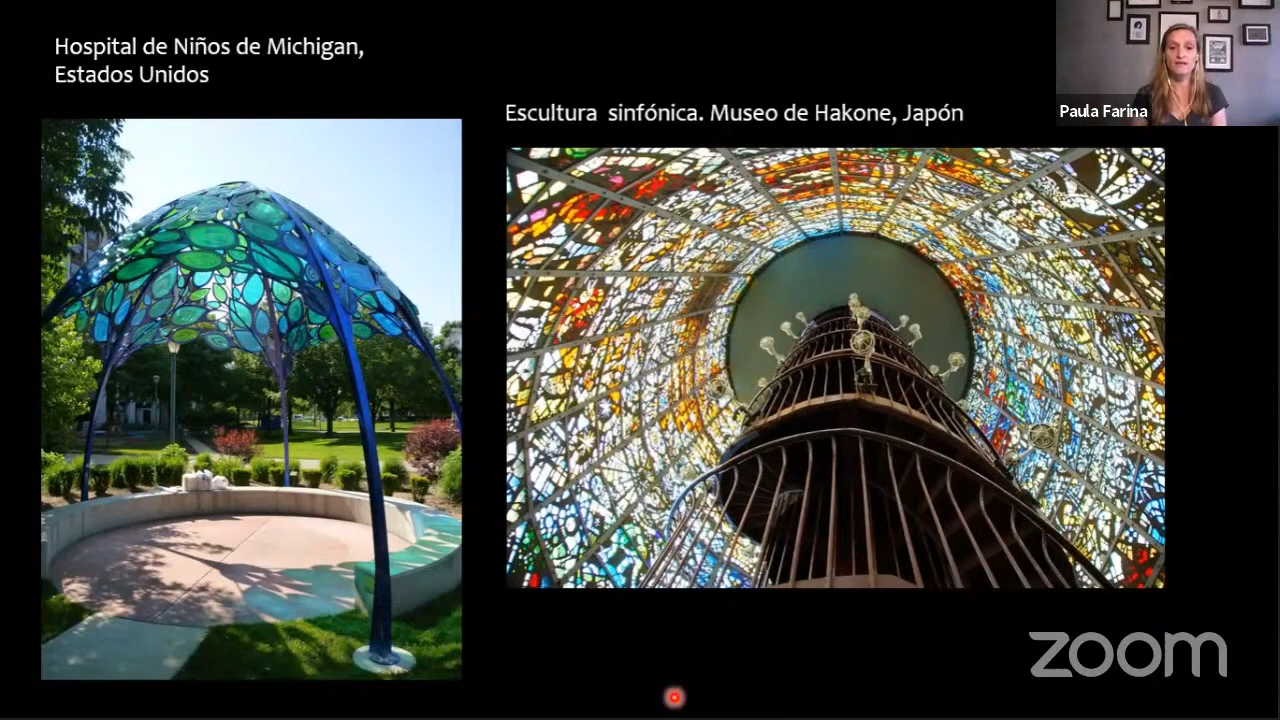 Hospital de Niños de Michigan,
Estados Unidos
Escultura sinfónica. Museo de Hakone, Japón
Paula Farina
zoom